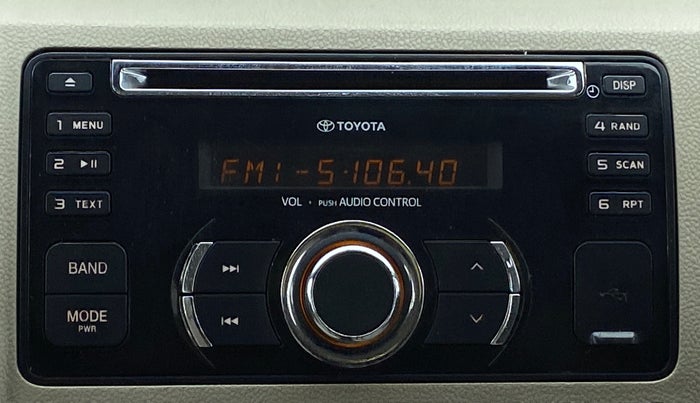 DISP
1 MENU
4 RAND
TOYOTA
2
5 SCAN
FM1-5·106.40
3 TEXT
VOL · PUSH AUDIO CONTROL
6 RPT
BAND
MODE
PWR